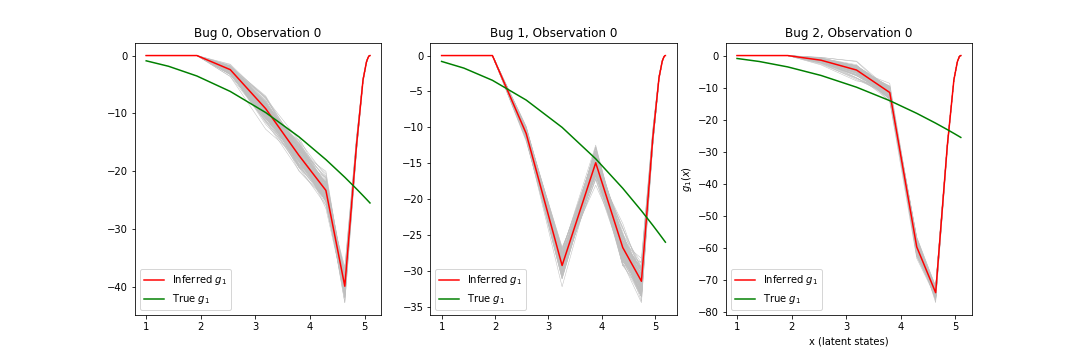 Bug 0, Observation 0
0
−10
−20
−30
−40
1 2 3 4 5
Inferred g₁
True g₁
Bug 1, Observation 0
0
−5
−10
−15
−20
−25
−30
−35
1 2 3 4 5
Inferred g₁
True g₁
Bug 2, Observation 0
g₁(x)
0
−10
−20
−30
−40
−50
−60
−70
−80
1 2 3 4 5
x (latent states)
Inferred g₁
True g₁